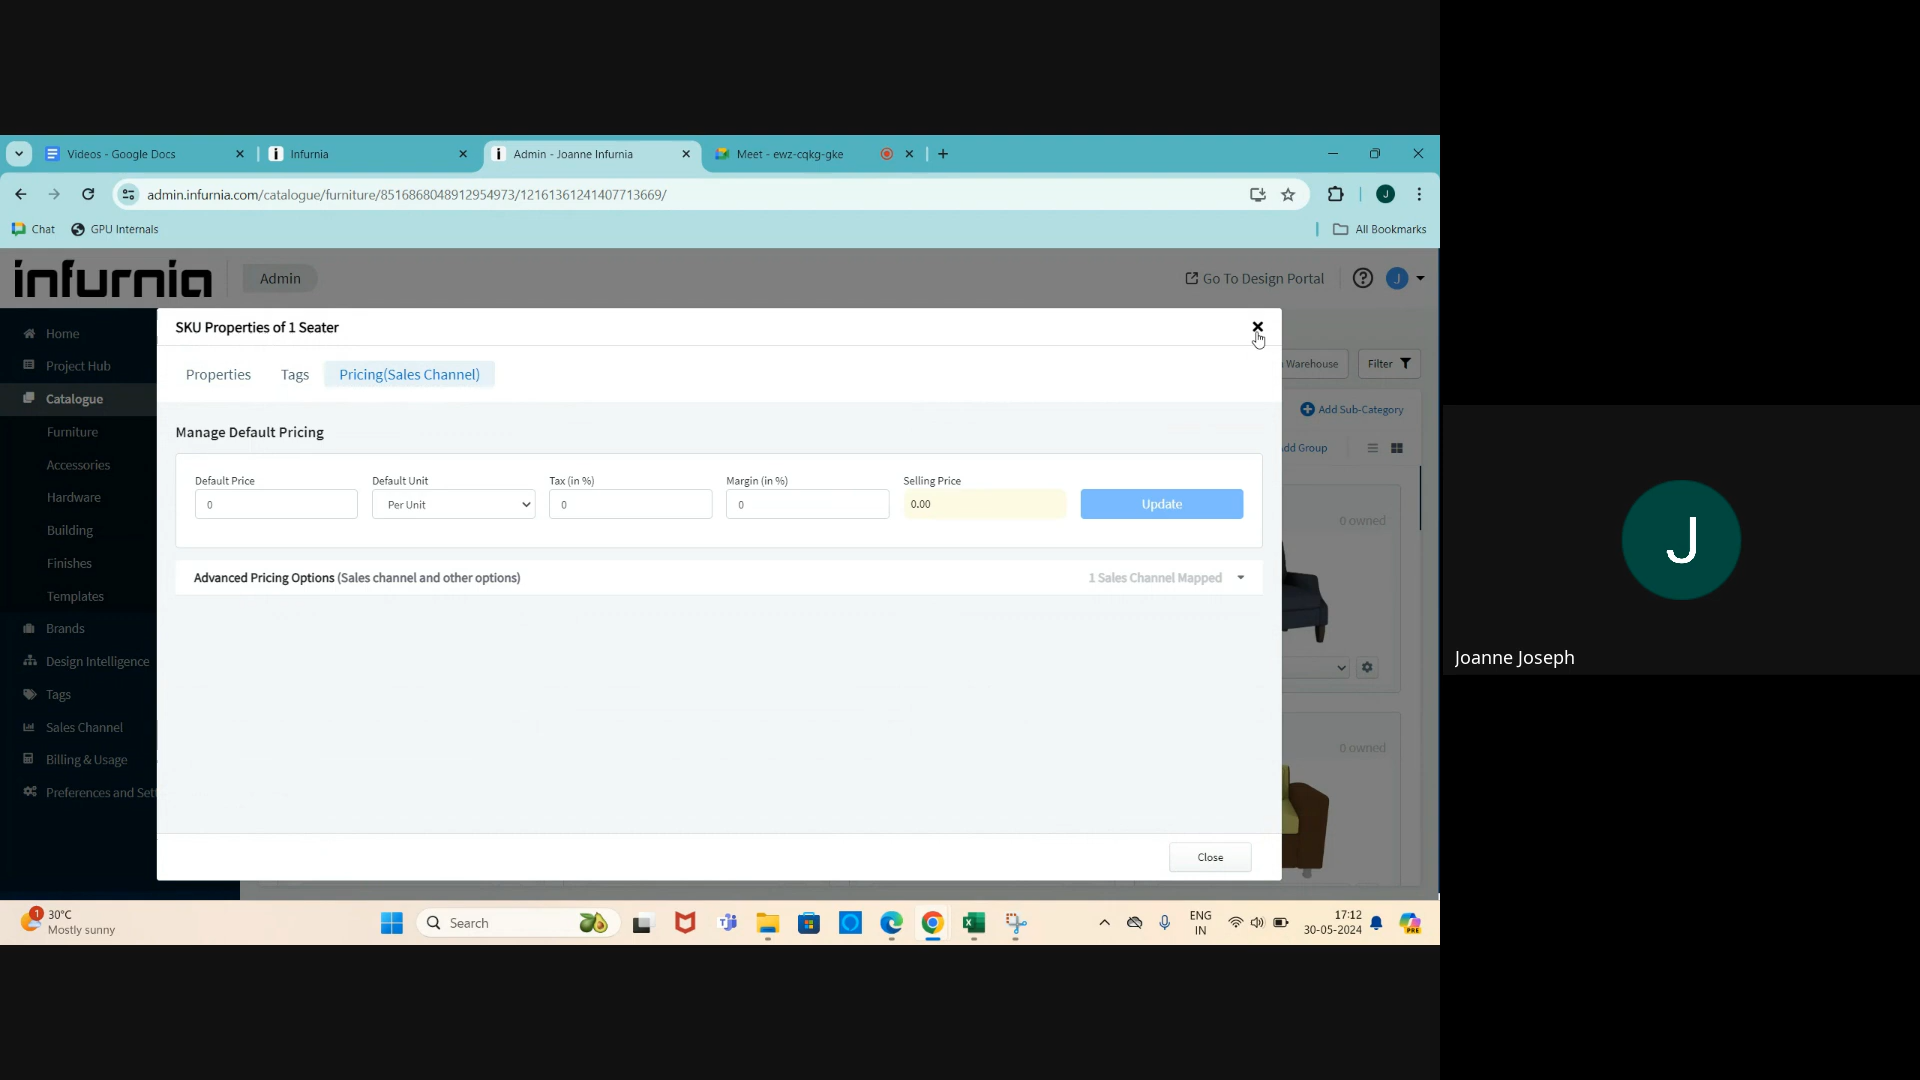 Videos - Google Docs
Infurnia
Admin - Joanne Infurnia
Meet - ewz-cqkg-gke
admin.infurnia.com/catalogue/furniture/8516868048912954973/12161361241407713669/
J
Chat
GPU Internals
All Bookmarks
infurnia
Admin
Go To Design Portal
J
Home
Project Hub
Catalogue
Furniture
Accessories
Hardware
Building
Finishes
Templates
Brands
Design Intelligence
Tags
Sales Channel
Billing & Usage
Preferences and Sett
SKU Properties of 1 Seater
Properties
Tags
Pricing(Sales Channel)
Manage Default Pricing
Default Price
Default Unit
Tax (in %)
Margin (in %)
Selling Price
0
Per Unit
0
0
0.00
Update
Advanced Pricing Options (Sales channel and other options)
1 Sales Channel Mapped
Close
Warehouse
Filter
Add Sub-Category
dd Group
0 owned
0 owned
J
Joanne Joseph
1
30°C
Mostly sunny
Search
ENG
IN
17:12
30-05-2024
PRE